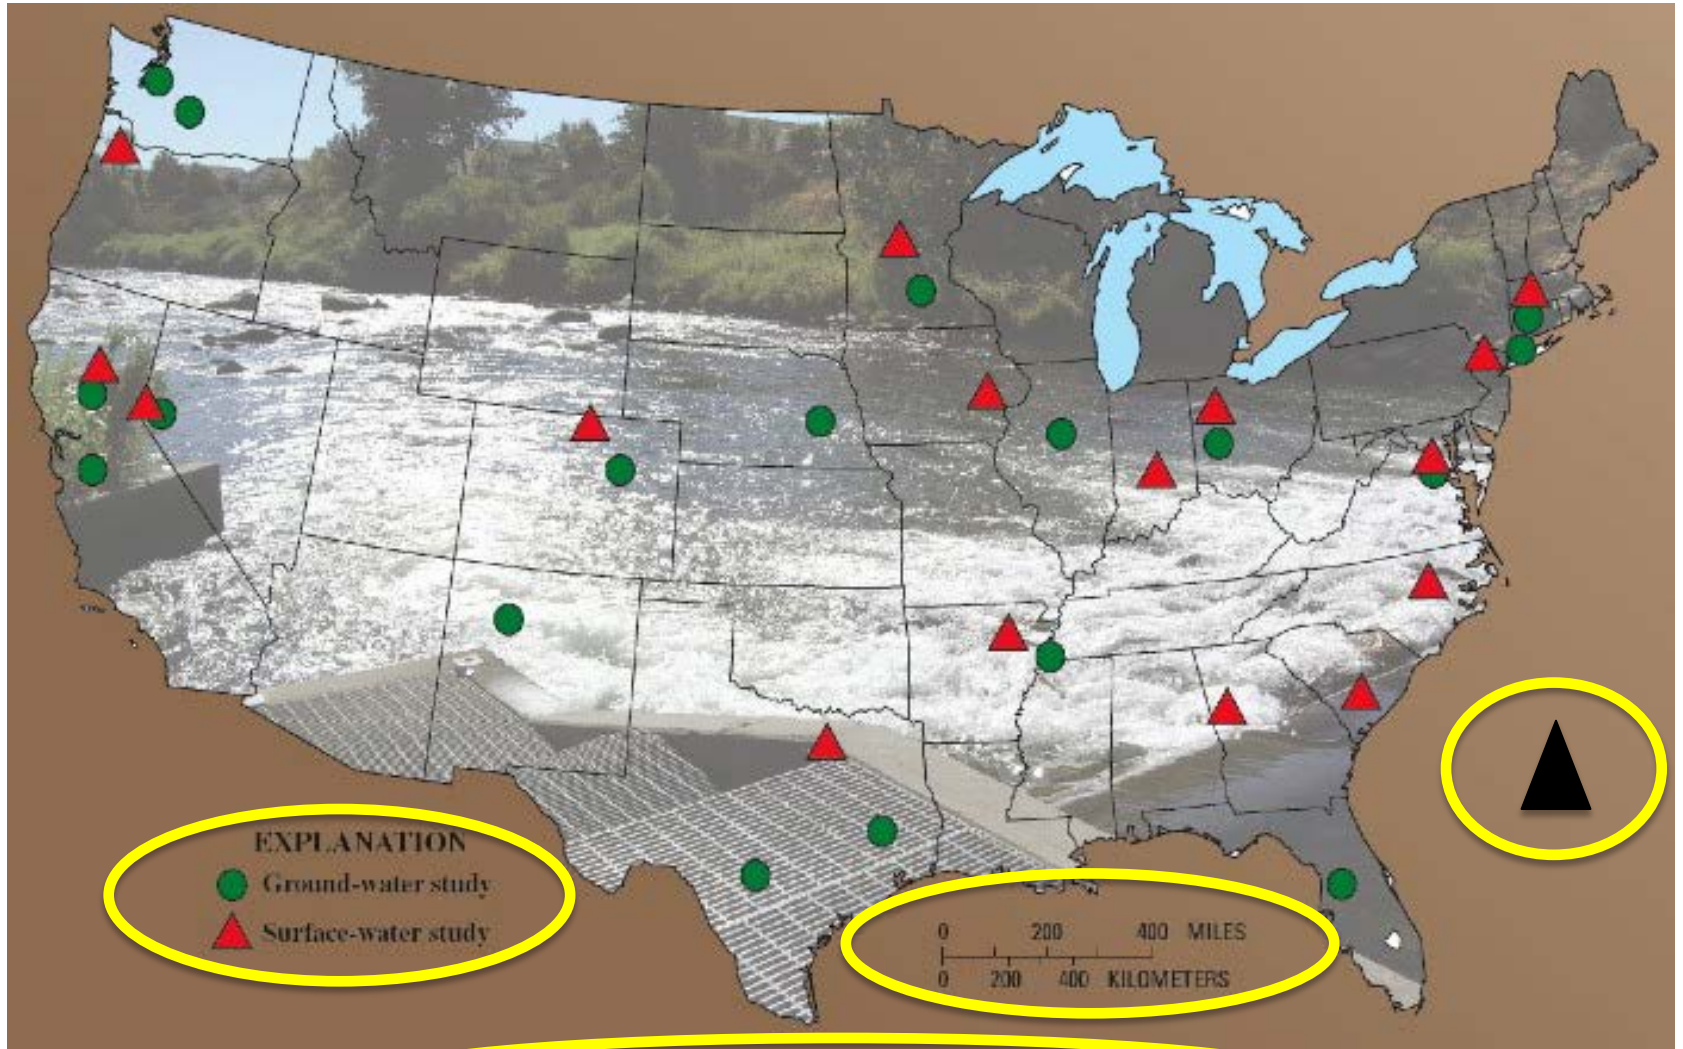 EXPLANATION
Ground-water study
Surface-water study
0 200 400 MILES
0 200 400 KILOMETERS